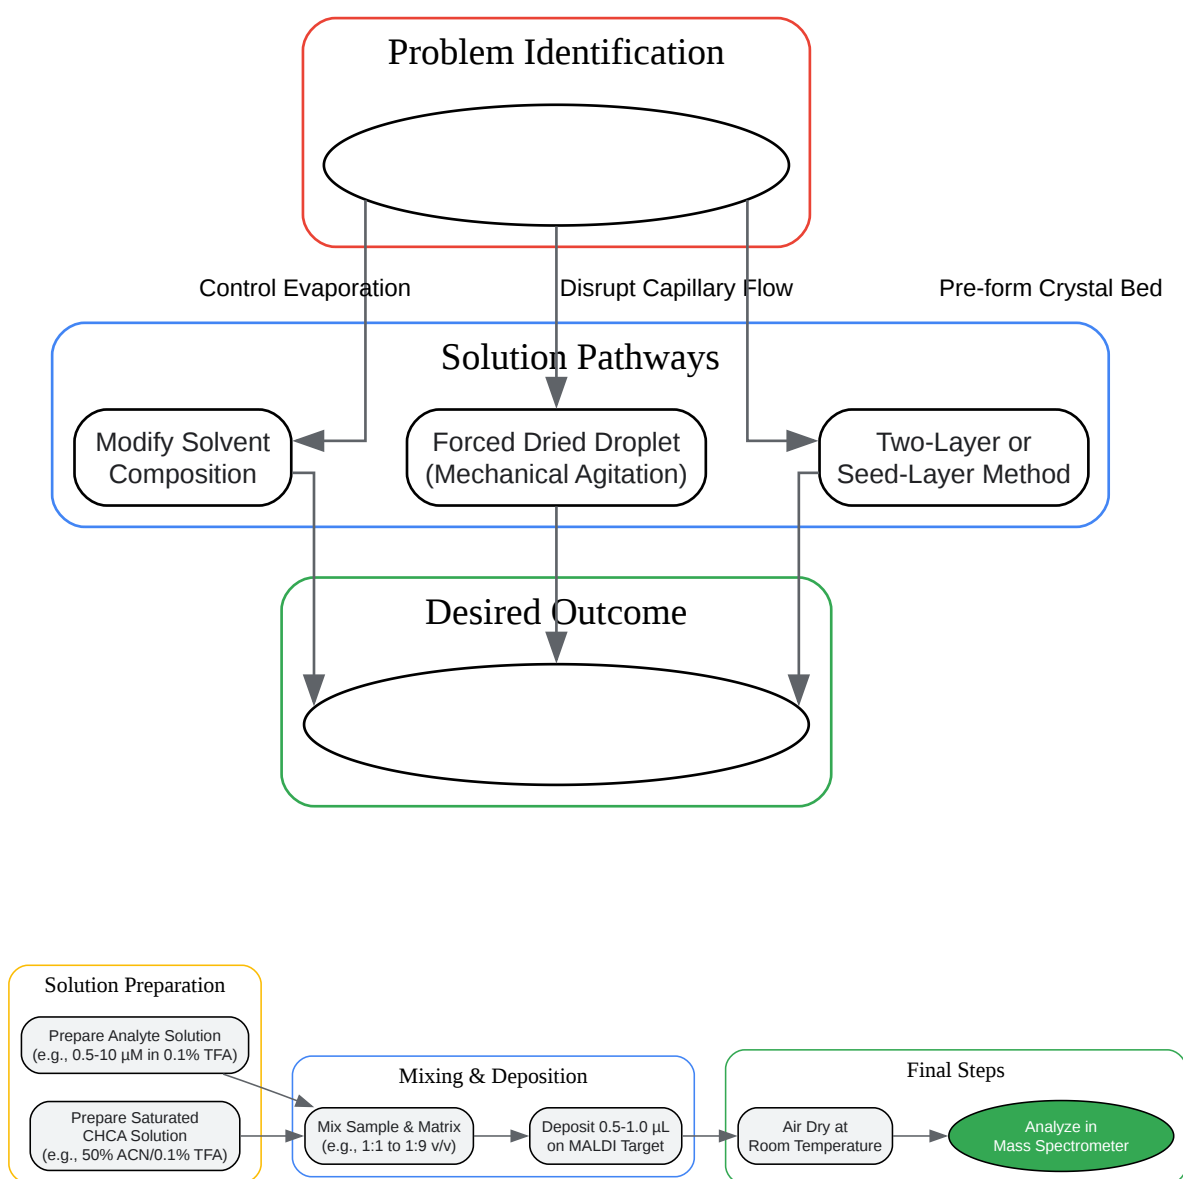 Problem Identification
Control Evaporation
Disrupt Capillary Flow
Pre-form Crystal Bed
Solution Pathways
Modify Solvent
Composition
Forced Dried Droplet
(Mechanical Agitation)
Two-Layer or
Seed-Layer Method
Desired Outcome
Solution Preparation
Prepare Analyte Solution
(e.g., 0.5-10 µM in 0.1% TFA)
Prepare Saturated
CHCA Solution
(e.g., 50% ACN/0.1% TFA)
Mixing & Deposition
Mix Sample & Matrix
(e.g., 1:1 to 1:9 v/v)
Deposit 0.5-1.0 µL
on MALDI Target
Final Steps
Air Dry at
Room Temperature
Analyze in
Mass Spectrometer